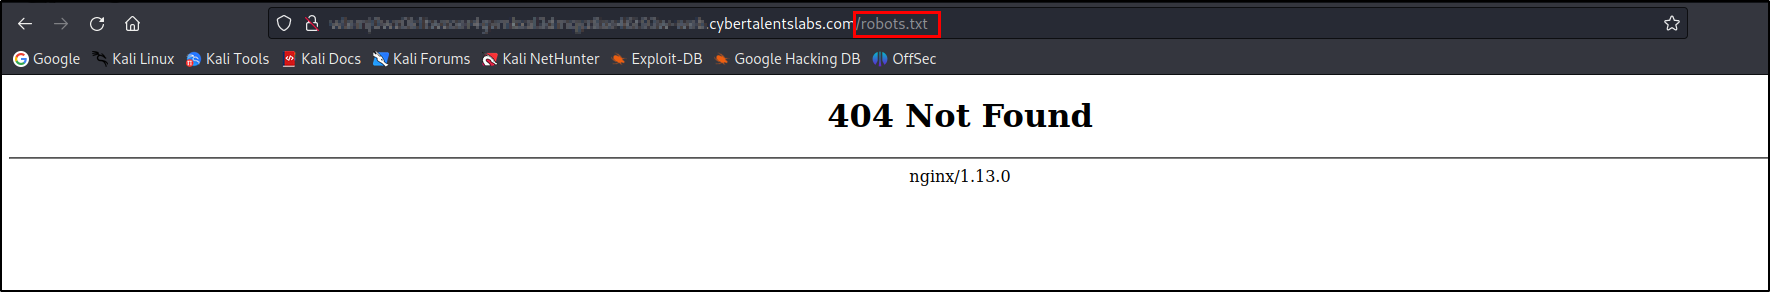 .cybertalentslabs.com/robots.txt
Google Kali Linux Kali Tools Kali Docs Kali Forums Kali NetHunter Exploit-DB Google Hacking DB OffSec
404 Not Found
nginx/1.13.0